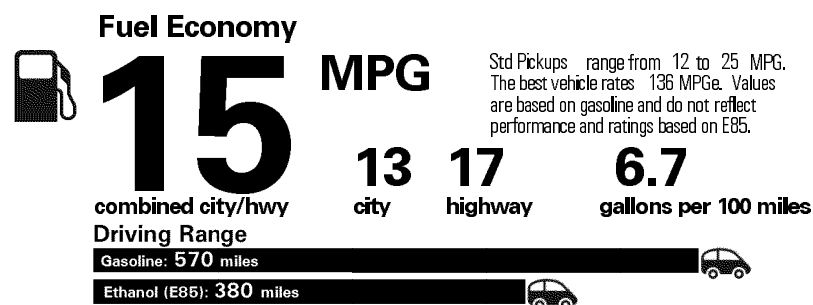 Fuel Economy
15 MPG
Std Pickups range from 12 to 25 MPG.
The best vehicle rates 136 MPGe. Values
are based on gasoline and do not reflect
performance and ratings based on E85.
13 17 6.7
combined city/hwy city highway gallons per 100 miles
Driving Range
Gasoline: 570 miles
Ethanol (E85): 380 miles